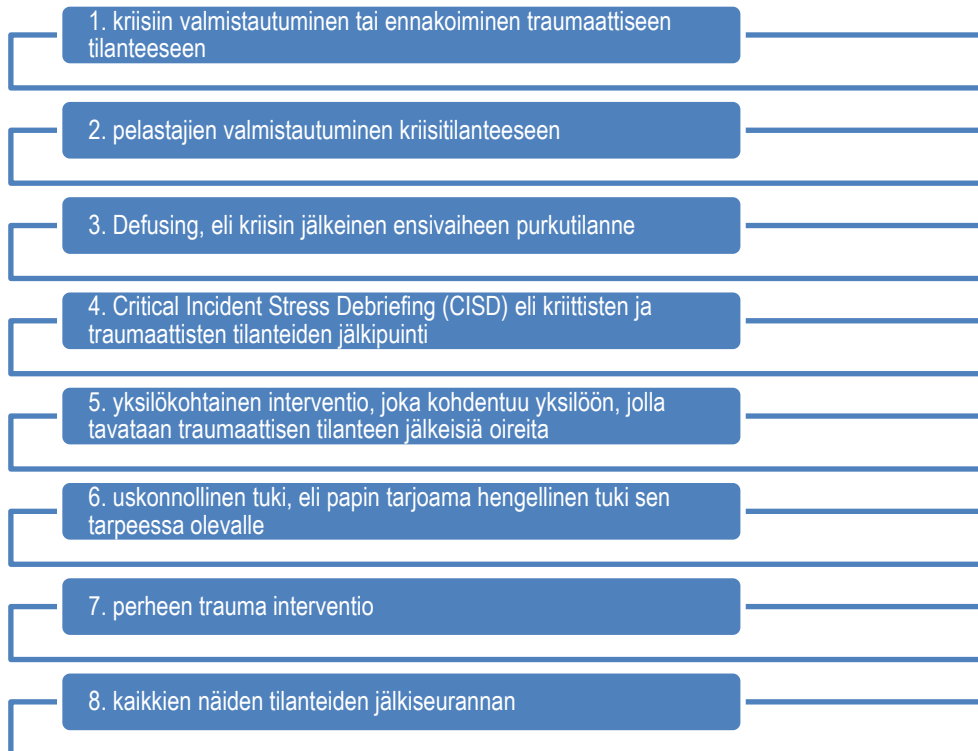 1. kriisiin valmistautuminen tai ennakoiminen traumaattiseen
tilanteeseen
2. pelastajien valmistautuminen kriisitilanteeseen
3. Defusing, eli kriisin jälkeinen ensivaiheen purkutilanne
4. Critical Incident Stress Debriefing (CISD) eli kriittisten ja
traumaattisten tilanteiden jälkipuinti
5. yksilökohtainen interventio, joka kohdentuu yksilöön, jolla
tavataan traumaattisen tilanteen jälkeisiä oireita
6. uskonnollinen tuki, eli papin tarjoama hengellinen tuki sen
tarpeessa olevalle
7. perheen trauma interventio
8. kaikkien näiden tilanteiden jälkiseurannan